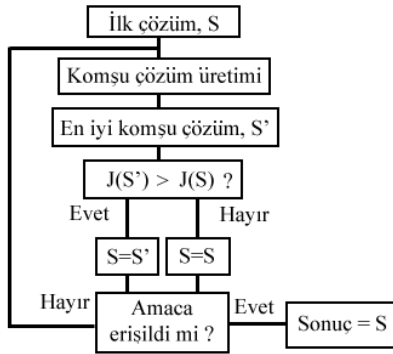 İlk çözüm, S
Komşu çözüm üretimi
En iyi komşu çözüm, S’
J(S’) > J(S) ?
Evet
Hayır
S=S’
S=S
Hayır
Amaca
erişildi mi ?
Evet
Sonuç = S